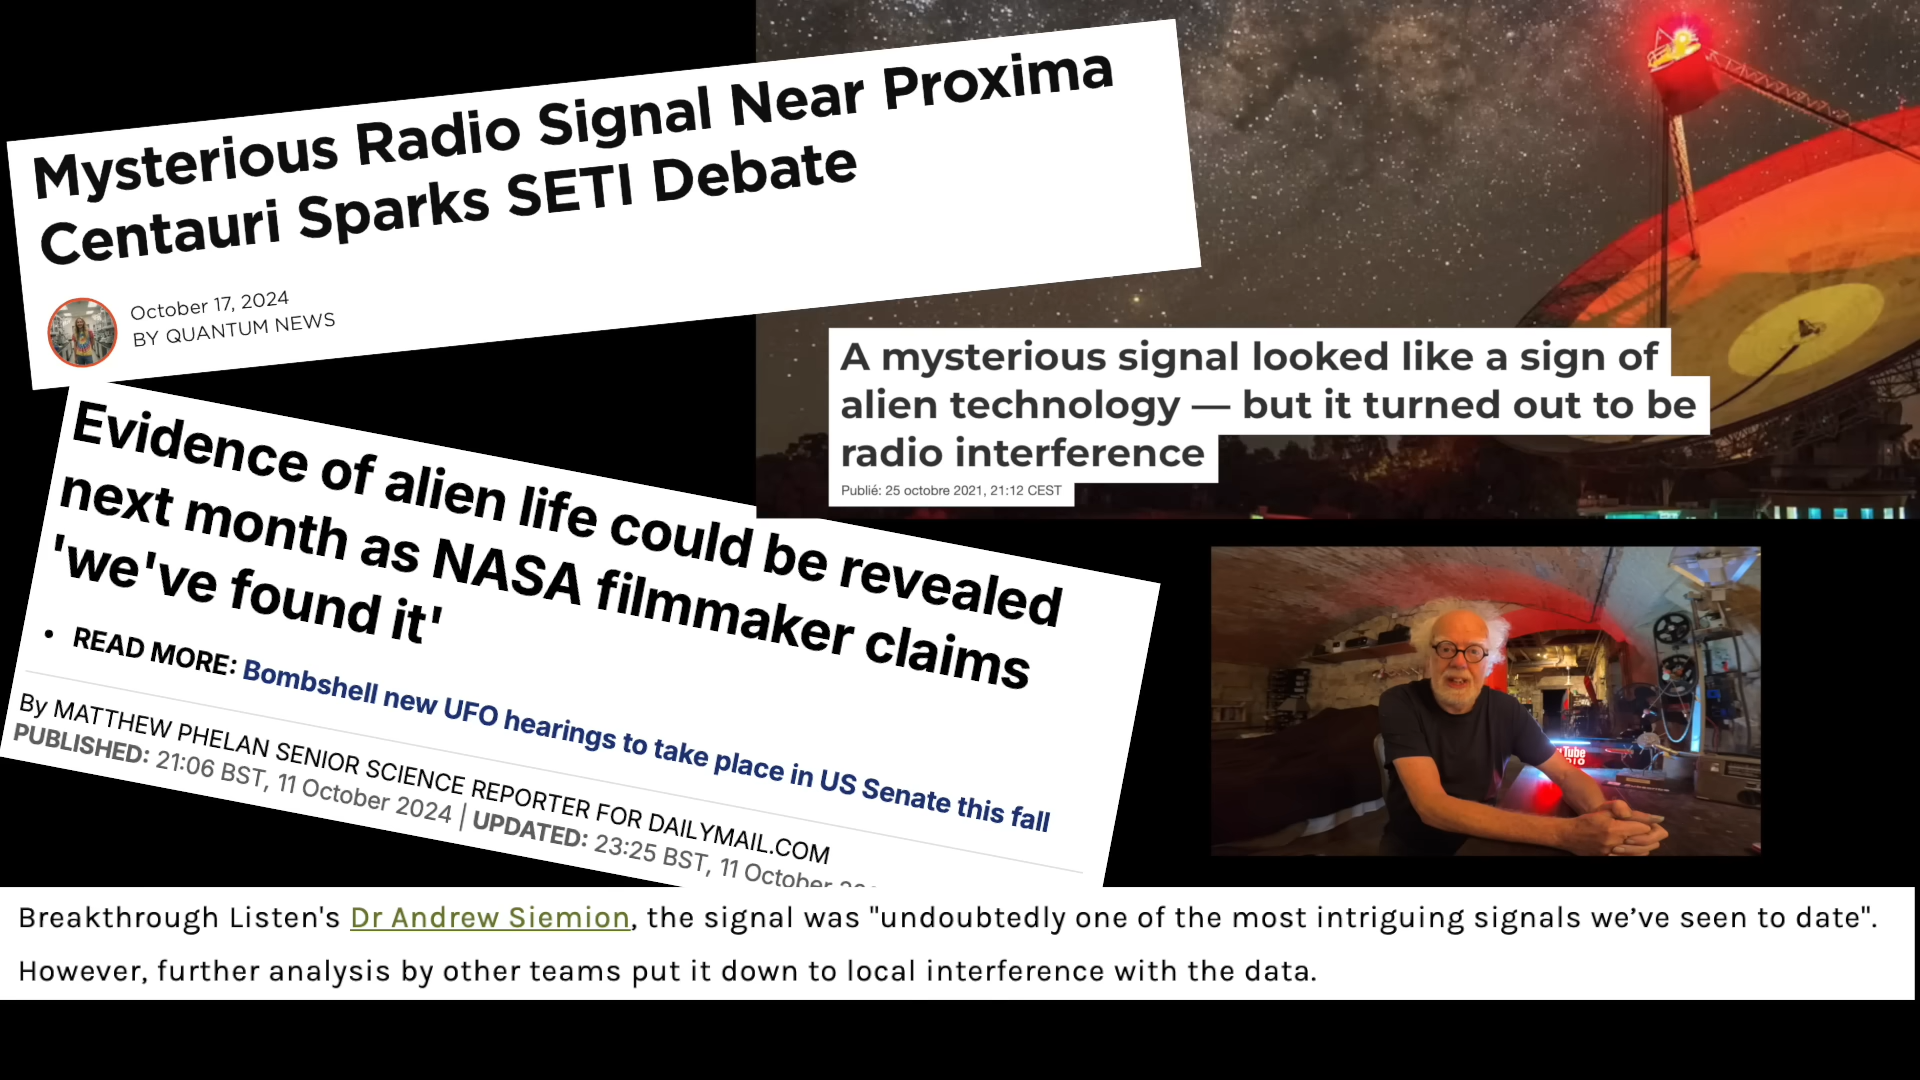 Mysterious Radio Signal Near Proxima
Centauri Sparks SETI Debate
October 17, 2024
BY QUANTUM NEWS
A mysterious signal looked like a sign of
alien technology — but it turned out to be
radio interference
Publié: 25 octobre 2021, 21:12 CEST
Evidence of alien life could be revealed
next month as NASA filmmaker claims
'we've found it'
• READ MORE: Bombshell new UFO hearings to take place in US Senate this fall
By MATTHEW PHELAN SENIOR SCIENCE REPORTER FOR DAILYMAIL.COM
PUBLISHED: 21:06 BST, 11 October 2024 | UPDATED: 23:25 BST, 11 October
Tube
Breakthrough Listen's Dr Andrew Siemion, the signal was "undoubtedly one of the most intriguing signals we’ve seen to date".
However, further analysis by other teams put it down to local interference with the data.